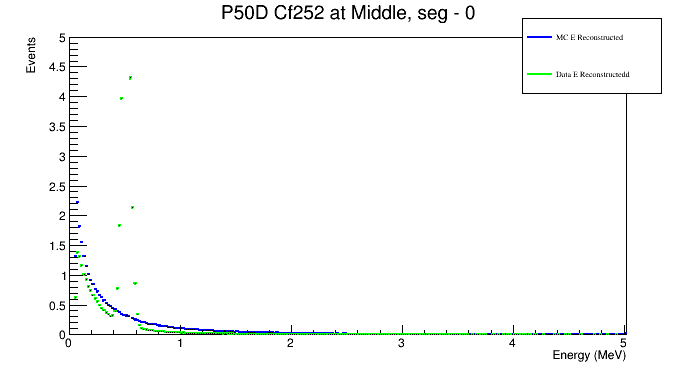 P50D Cf252 at Middle, seg - 0
Events
MC E Reconstructed
Data E Reconstructedd
5
4.5
4
3.5
3
2.5
2
1.5
1
0.5
0
0 1 2 3 4 5
Energy (MeV)